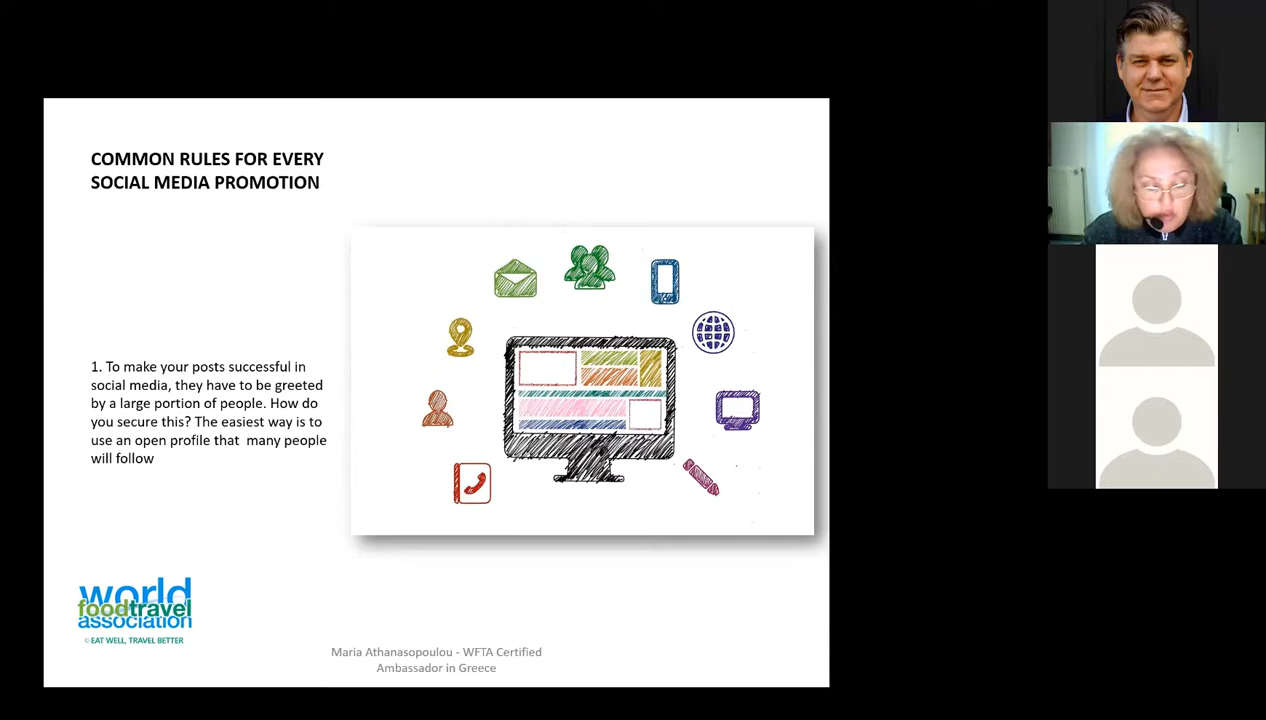 COMMON RULES FOR EVERY
SOCIAL MEDIA PROMOTION
1. To make your posts successful in
social media, they have to be greeted
by a large portion of people. How do
you secure this? The easiest way is to
use an open profile that  many people
will follow
world
foodtravel
association
© EAT WELL, TRAVEL BETTER
Maria Athanasopoulou - WFTA Certified
Ambassador in Greece